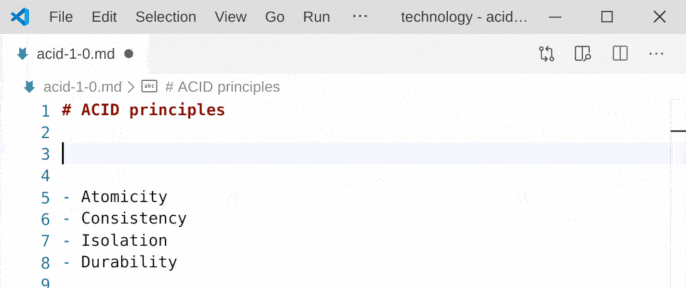 File Edit Selection View Go Run ··· technology - acid...
acid-1-0.md
acid-1-0.md > abc # ACID principles
1 # ACID principles
2
3
4
5 - Atomicity
6 - Consistency
7 - Isolation
8 - Durability
9